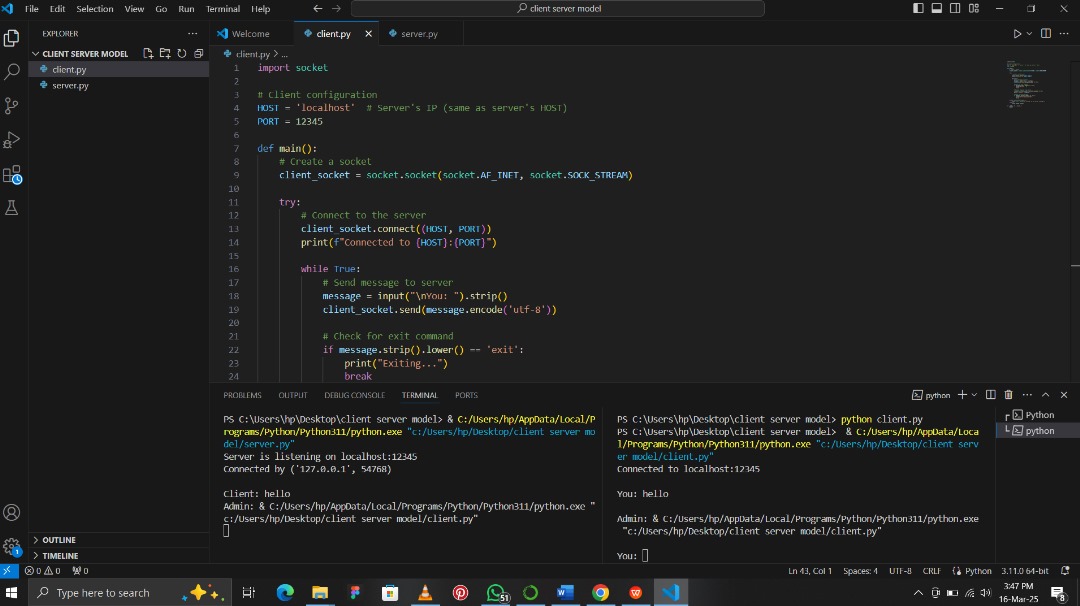 File Edit Selection View Go Run Terminal Help
client server model
EXPLORER
CLIENT SERVER MODEL
client.py
server.py
OUTLINE
TIMELINE
Welcome
client.py
server.py
client.py > ...
1 import socket
2
3 # Client configuration
4 HOST = 'localhost'  # Server's IP (same as server's HOST)
5 PORT = 12345
6
7 def main():
8 # Create a socket
9 client_socket = socket.socket(socket.AF_INET, socket.SOCK_STREAM)
10
11 try:
12 # Connect to the server
13 client_socket.connect((HOST, PORT))
14 print(f"Connected to {HOST}:{PORT}")
15
16 while True:
17 # Send message to server
18 message = input("\nYou: ").strip()
19 client_socket.send(message.encode('utf-8'))
20
21 # Check for exit command
22 if message.strip().lower() == 'exit':
23 print("Exiting...")
24 break
PROBLEMS OUTPUT DEBUG CONSOLE TERMINAL PORTS
python
PS C:\Users\hp\Desktop\client server model> & C:/Users/hp/AppData/Local/P
rograms/Python/Python311/python.exe "c:/Users/hp/Desktop/client server mo
del/server.py"
Server is listening on localhost:12345
Connected by ('127.0.0.1', 54768)
Client: hello
Admin: & C:/Users/hp/AppData/Local/Programs/Python/Python311/python.exe "
c:/Users/hp/Desktop/client server model/client.py"
PS C:\Users\hp\Desktop\client server model> python client.py
PS C:\Users\hp\Desktop\client server model>  & C:/Users/hp/AppData/Loca
l/Programs/Python/Python311/python.exe "c:/Users/hp/Desktop/client serv
er model/client.py"
Connected to localhost:12345
You: hello
Admin: & C:/Users/hp/AppData/Local/Programs/Python/Python311/python.exe
"c:/Users/hp/Desktop/client server model/client.py"
You:
Python
python
0 0 0
Ln 43, Col 1 Spaces: 4 UTF-8 CRLF Python 3.11.0 64-bit
Type here to search
51
3:47 PM
16-Mar-25
8